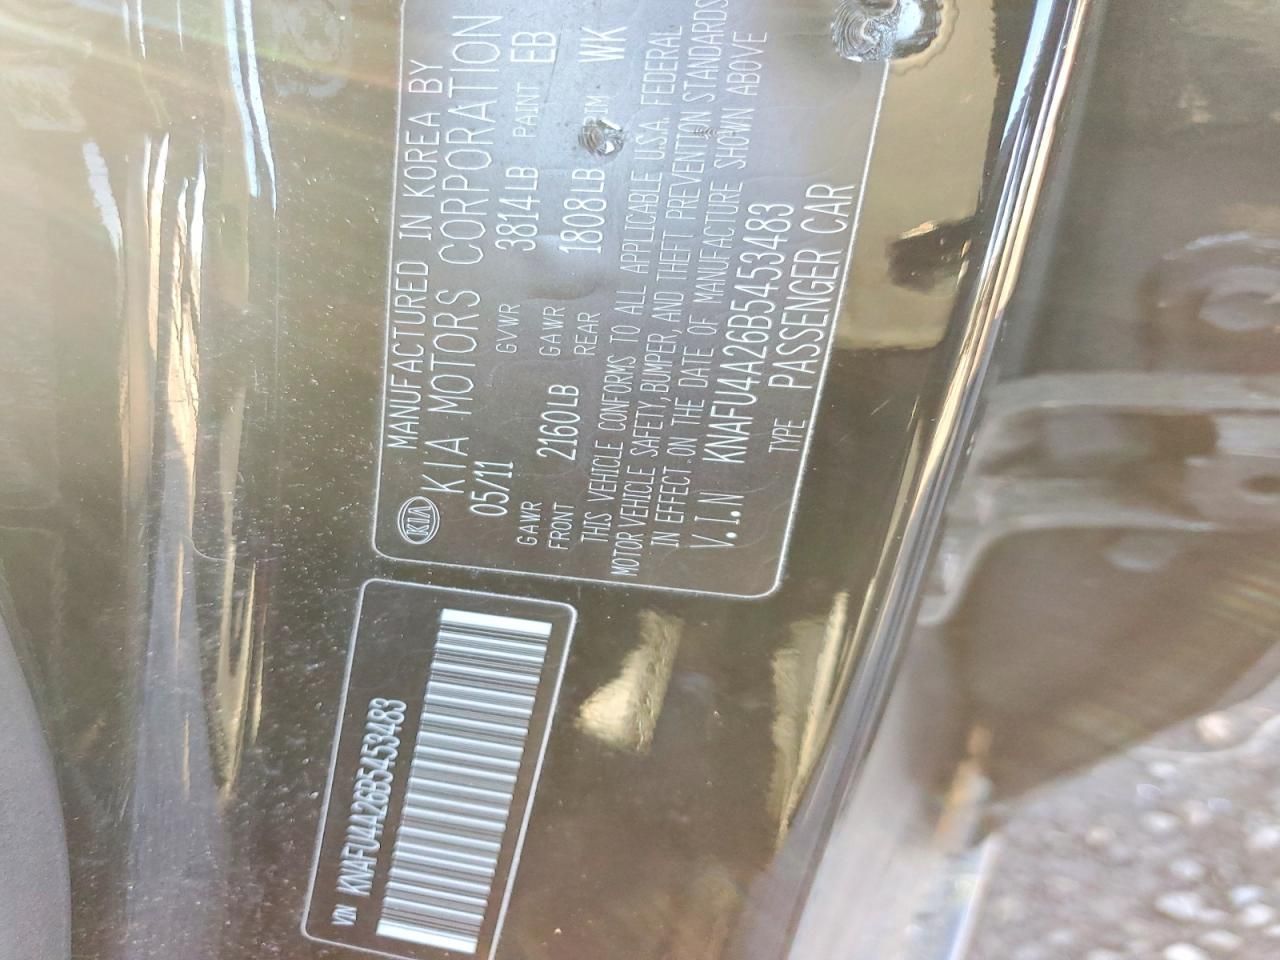 MANUFACTURED IN KOREA BY
KIA KIA MOTORS CORPORATION
05/11 GVWR 3814LB PAINT EB
GAWR FRONT 2160LB GAWR REAR 1808LB TRIM WK
THIS VEHICLE CONFORMS TO ALL APPLICABLE U.S.A. FEDERAL
MOTOR VEHICLE SAFETY, BUMPER, AND THEFT PREVENTION STANDARDS
IN EFFECT ON THE DATE OF MANUFACTURE SHOWN ABOVE
V.I.N KNAFU4A26B5453483
TYPE PASSENGER CAR
VIN KNAFU4A26B5453483